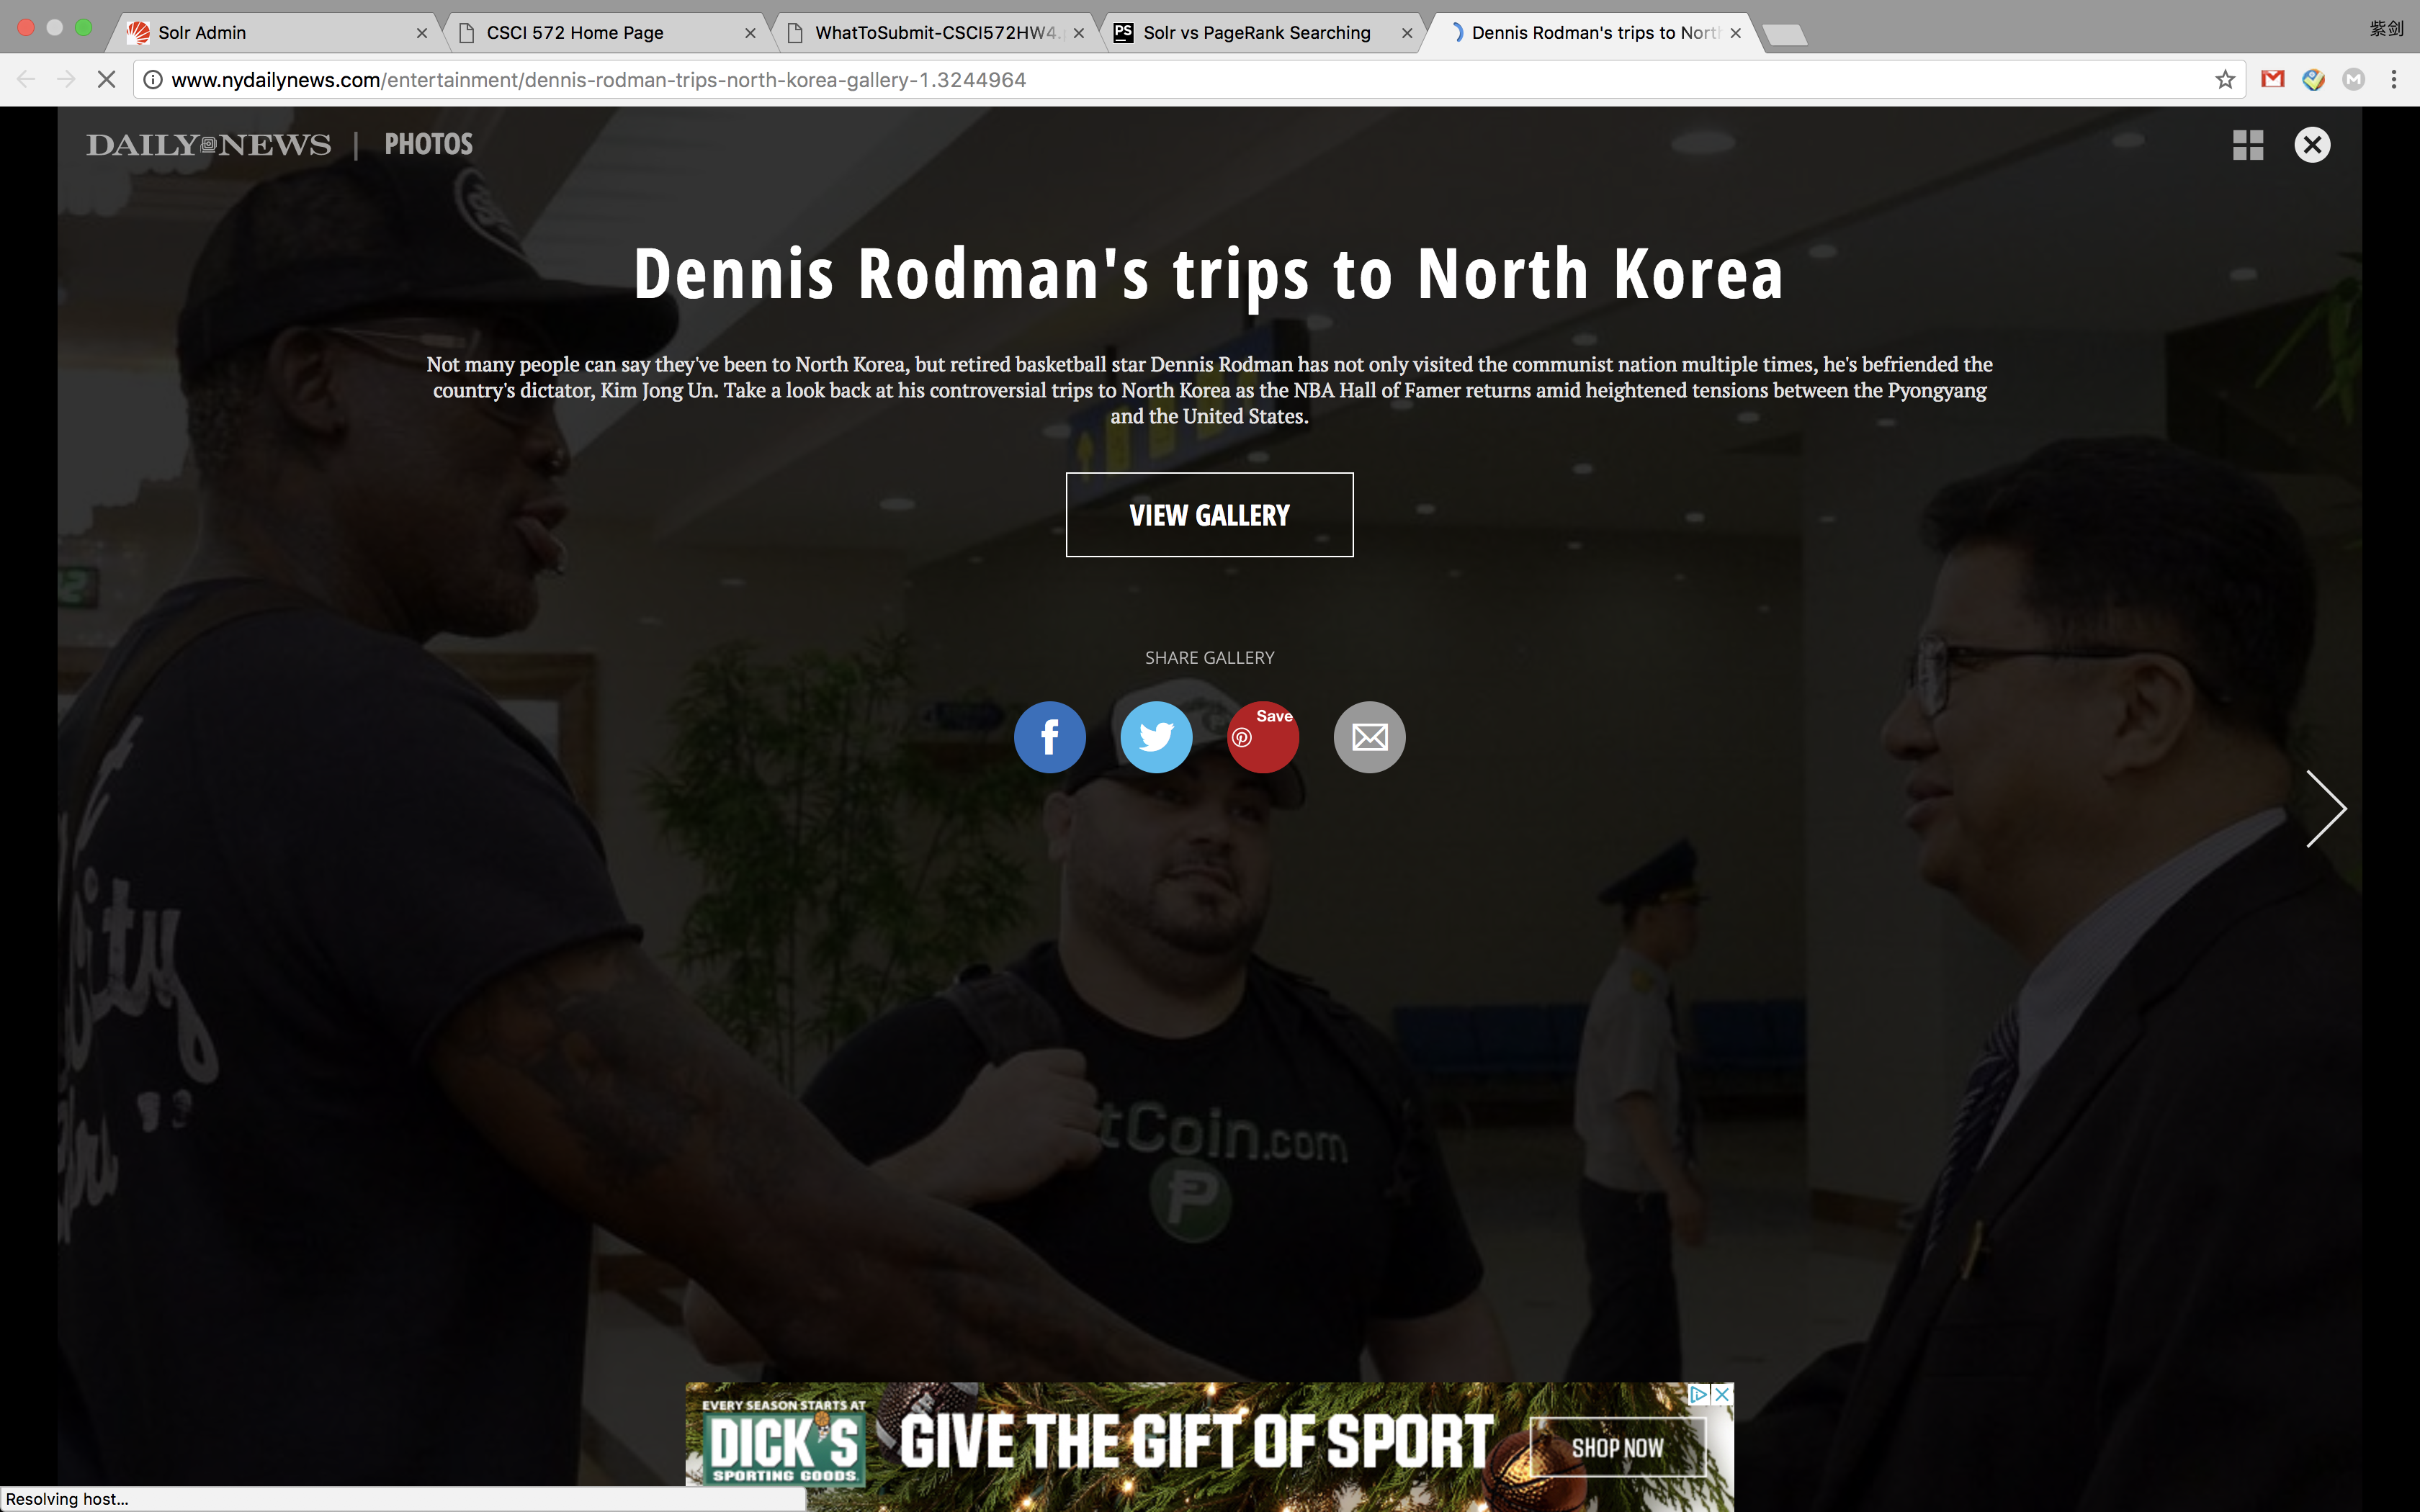 Solr Admin
CSCI 572 Home Page
WhatToSubmit-CSCI572HW4.
Solr vs PageRank Searching
Dennis Rodman's trips to Nort
紫剑
www.nydailynews.com/entertainment/dennis-rodman-trips-north-korea-gallery-1.3244964
DAILY NEWS | PHOTOS
Dennis Rodman's trips to North Korea
Not many people can say they've been to North Korea, but retired basketball star Dennis Rodman has not only visited the communist nation multiple times, he's befriended the
country's dictator, Kim Jong Un. Take a look back at his controversial trips to North Korea as the NBA Hall of Famer returns amid heightened tensions between the Pyongyang
and the United States.
VIEW GALLERY
SHARE GALLERY
Save
tCoin.com
EVERY SEASON STARTS AT
DICK'S
SPORTING GOODS
GIVE THE GIFT OF SPORT
SHOP NOW
Resolving host...